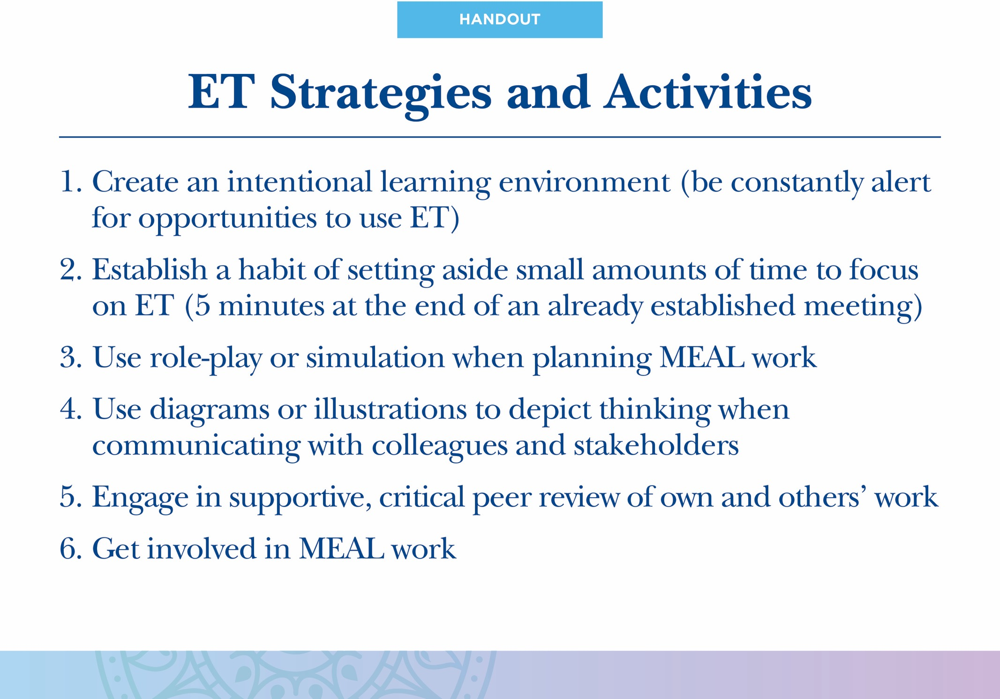 HANDOUT
ET Strategies and Activities
1. Create an intentional learning environment (be constantly alert
for opportunities to use ET)
2. Establish a habit of setting aside small amounts of time to focus
on ET (5 minutes at the end of an already established meeting)
3. Use role-play or simulation when planning MEAL work
4. Use diagrams or illustrations to depict thinking when
communicating with colleagues and stakeholders
5. Engage in supportive, critical peer review of own and others’ work
6. Get involved in MEAL work